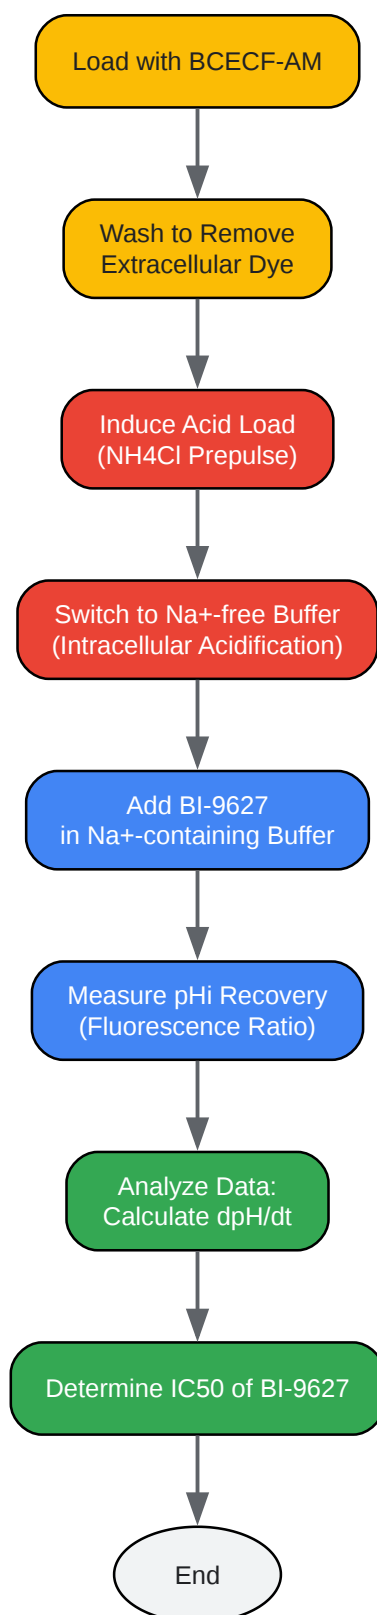 Load with BCECF-AM
Wash to Remove
Extracellular Dye
Induce Acid Load
(NH4Cl Prepulse)
Switch to Na+-free Buffer
(Intracellular Acidification)
Add BI-9627
in Na+-containing Buffer
Measure pHi Recovery
(Fluorescence Ratio)
Analyze Data:
Calculate dpH/dt
Determine IC50 of BI-9627
End